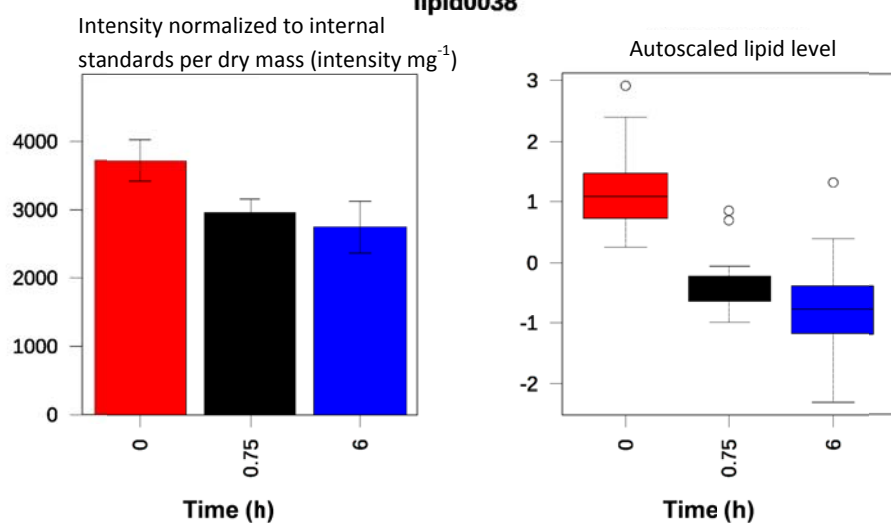 lipid0038
Intensity normalized to internal
standards per dry mass (intensity mg⁻¹)
4000
3000
2000
1000
0
0
0.75
6
Time (h)
Autoscaled lipid level
3
2
1
0
-1
-2
0
0.75
6
Time (h)